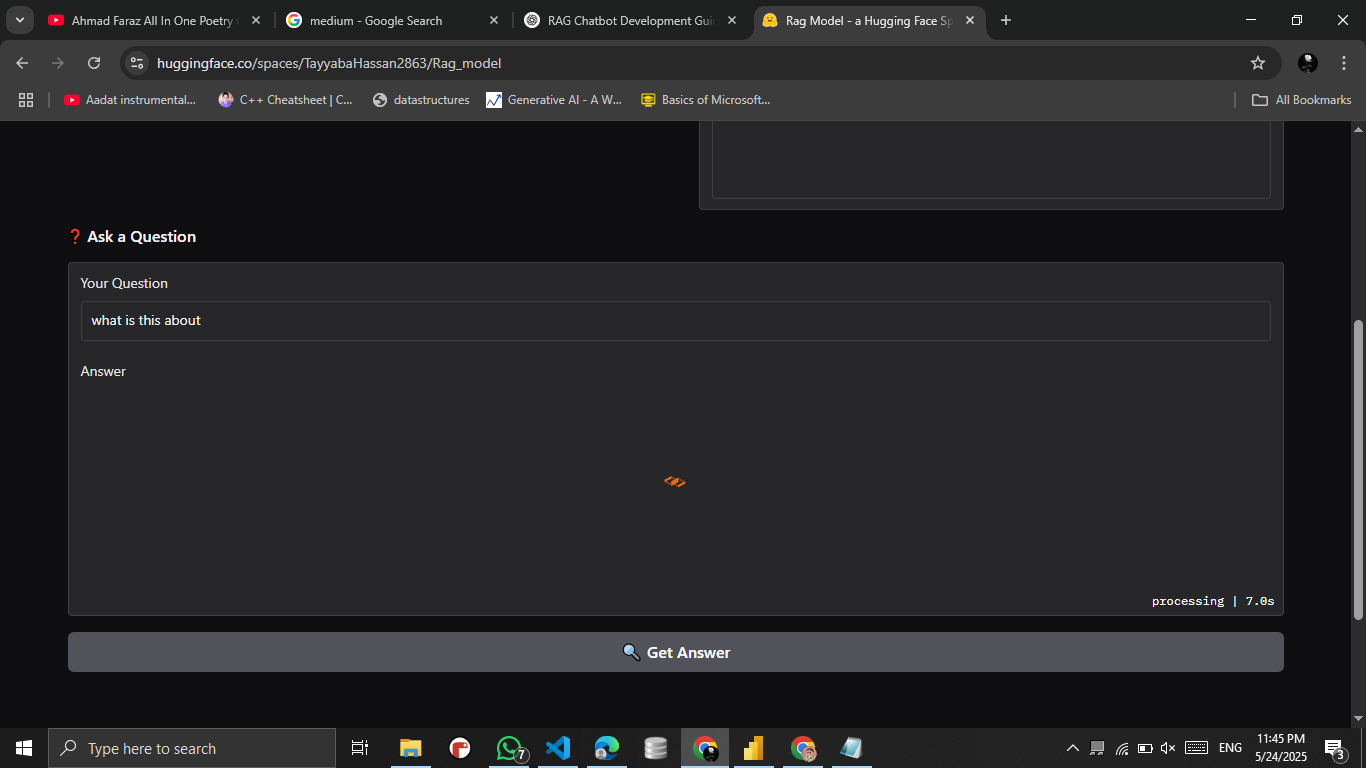 Ahmad Faraz All In One Poetry
medium - Google Search
RAG Chatbot Development Gui
Rag Model - a Hugging Face Sp
huggingface.co/spaces/TayyabaHassan2863/Rag_model
Aadat instrumental...
C++ Cheatsheet | C...
datastructures
Generative AI - A W...
Basics of Microsoft...
All Bookmarks
❓ Ask a Question
Your Question
what is this about
Answer
processing | 7.0s
🔍 Get Answer
Type here to search
7
ENG
11:45 PM
5/24/2025
3